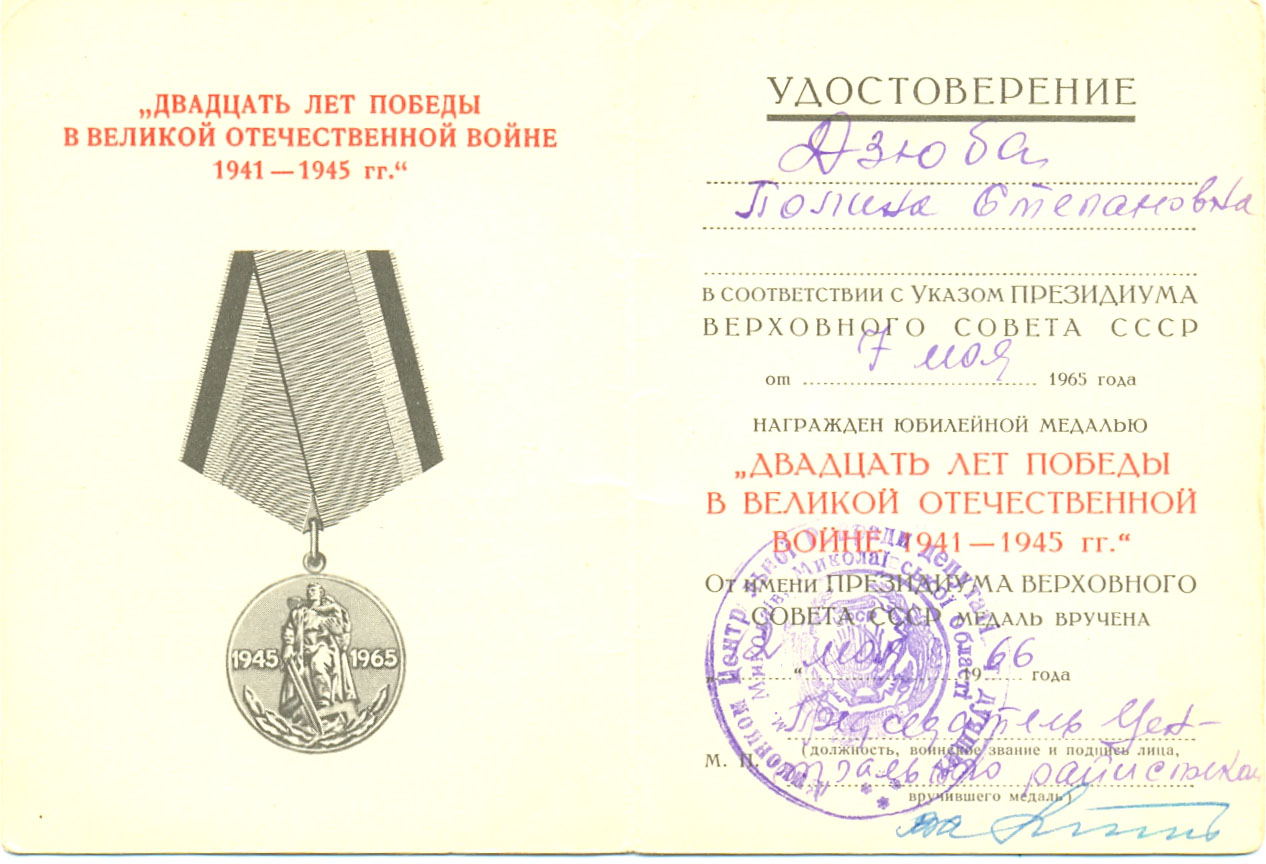 „ДВАДЦАТЬ ЛЕТ ПОБЕДЫ
В ВЕЛИКОЙ ОТЕЧЕСТВЕННОЙ ВОЙНЕ
1941—1945 гг.“
1945 1965
УДОСТОВЕРЕНИЕ
Дзюба
Полина Степановна
В СООТВЕТСТВИИ С УКАЗОМ ПРЕЗИДИУМА
ВЕРХОВНОГО СОВЕТА СССР
от 7 мая 1965 года
НАГРАЖДЕН ЮБИЛЕЙНОЙ МЕДАЛЬЮ
„ДВАДЦАТЬ ЛЕТ ПОБЕДЫ
В ВЕЛИКОЙ ОТЕЧЕСТВЕННОЙ
ВОЙНЕ 1941—1945 гг.“
ОТ ИМЕНИ ПРЕЗИДИУМА ВЕРХОВНОГО
СОВЕТА СССР МЕДАЛЬ ВРУЧЕНА
„2“ мая 1966 года
Председатель Цен-
М. П. (должность, воинское звание и подпись лица,
трального райисполкома
вручившего медаль)